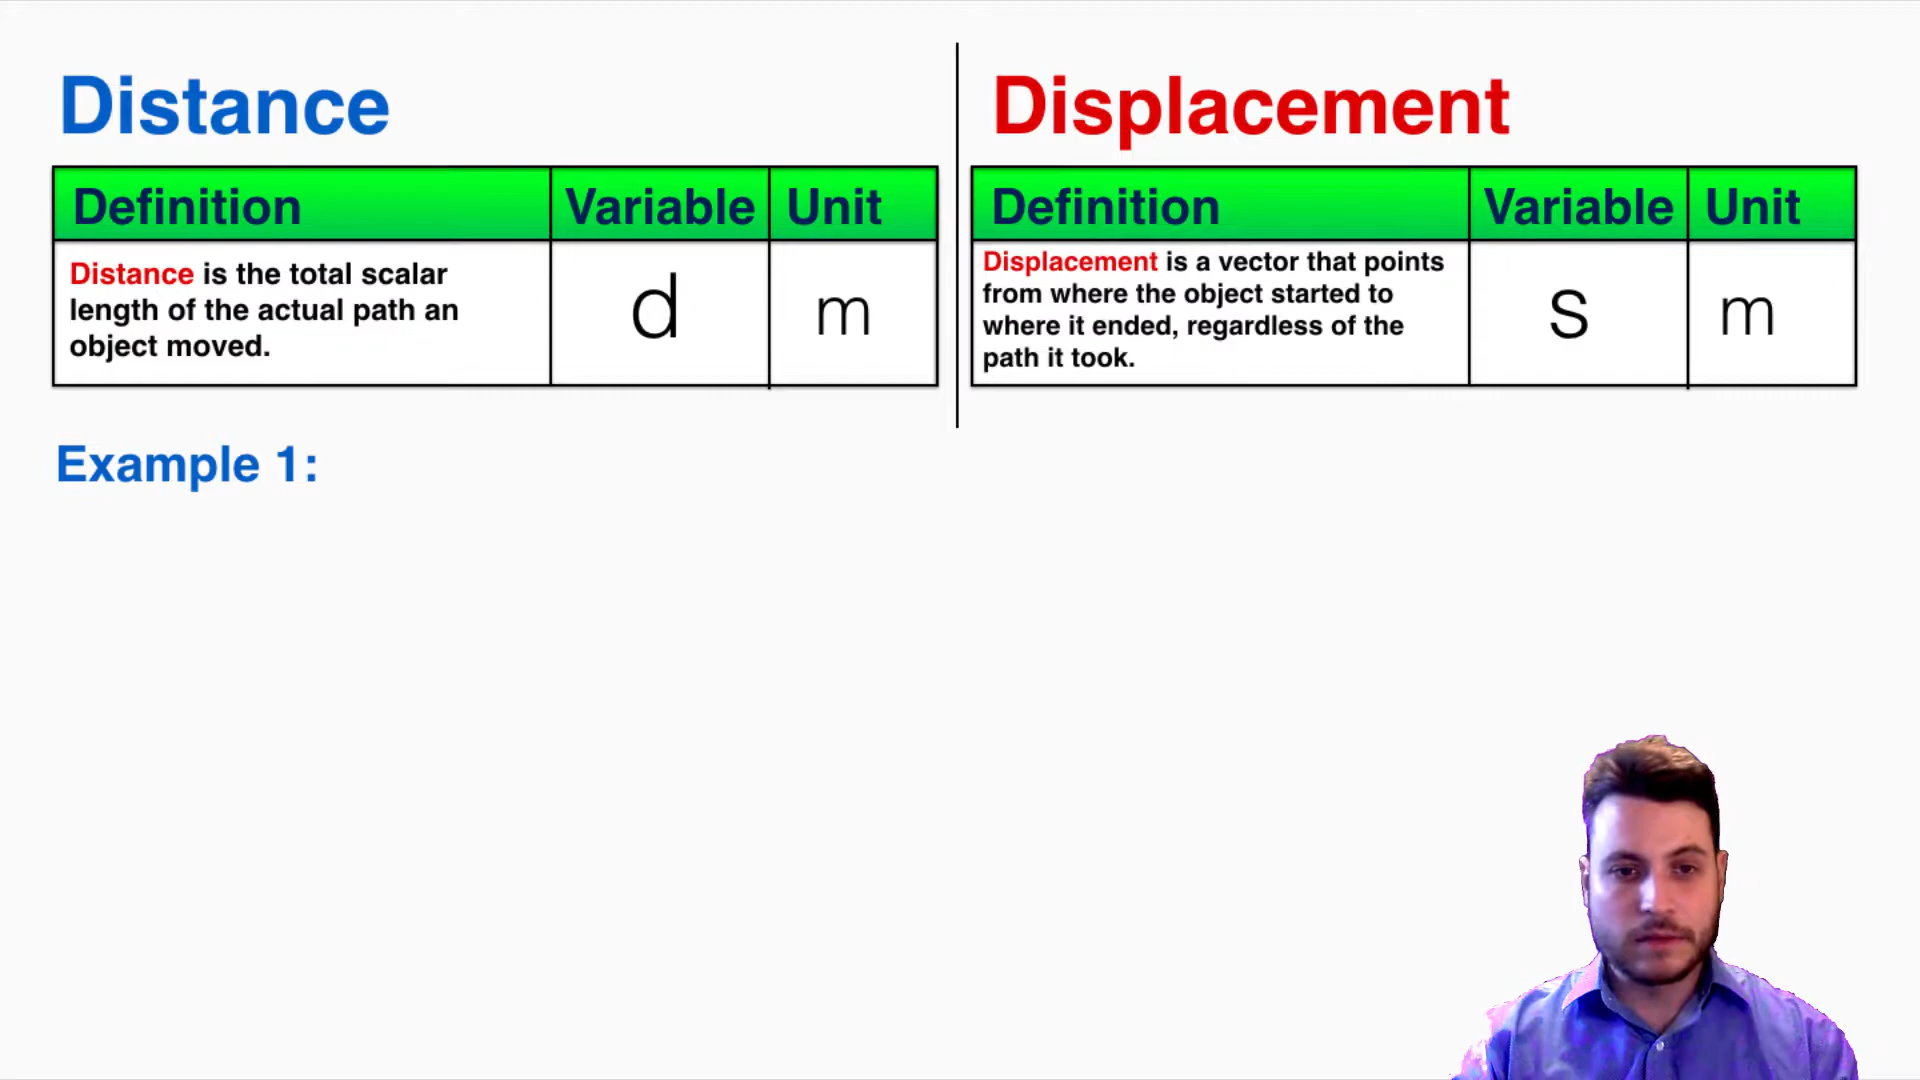 Distance
Definition Variable Unit
Distance is the total scalar
length of the actual path an
object moved.
d
m
Displacement
Definition Variable Unit
Displacement is a vector that points
from where the object started to
where it ended, regardless of the
path it took.
s
m
Example 1: